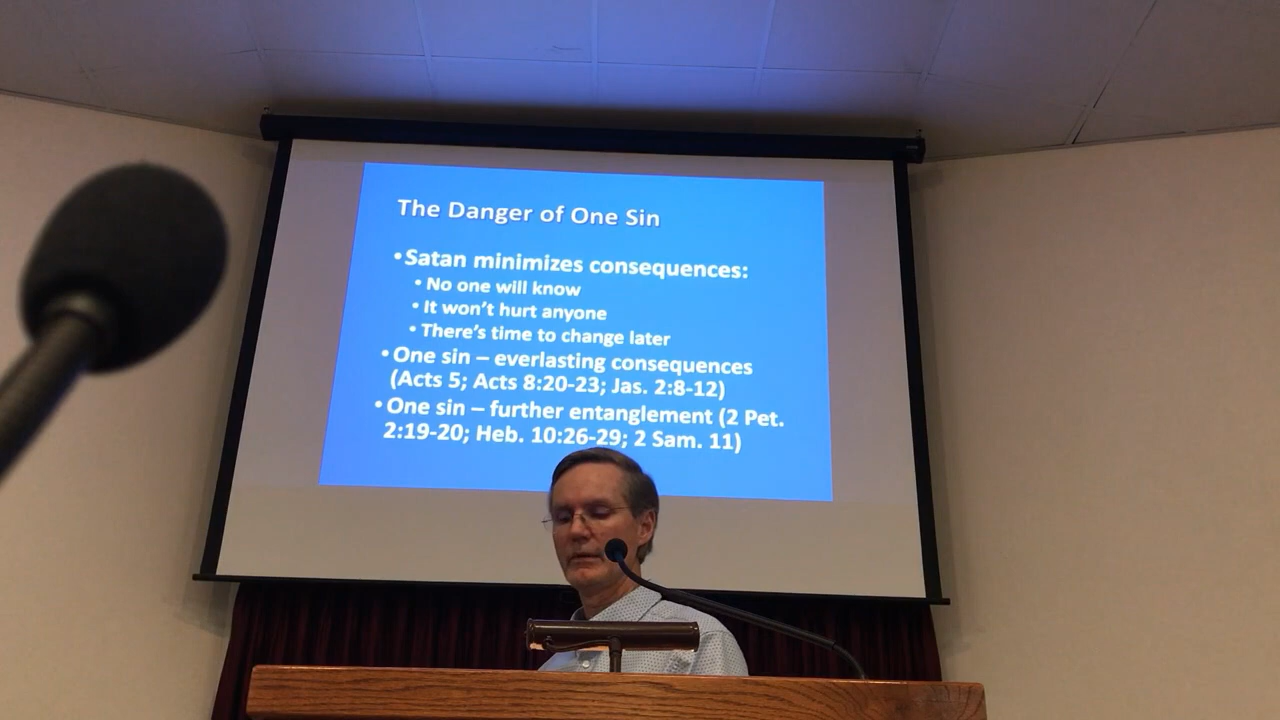 The Danger of One Sin
•Satan minimizes consequences:
•No one will know
•It won't hurt anyone
•There's time to change later
•One sin – everlasting consequences
(Acts 5; Acts 8:20-23; Jas. 2:8-12)
•One sin – further entanglement (2 Pet.
2:19-20; Heb. 10:26-29; 2 Sam. 11)